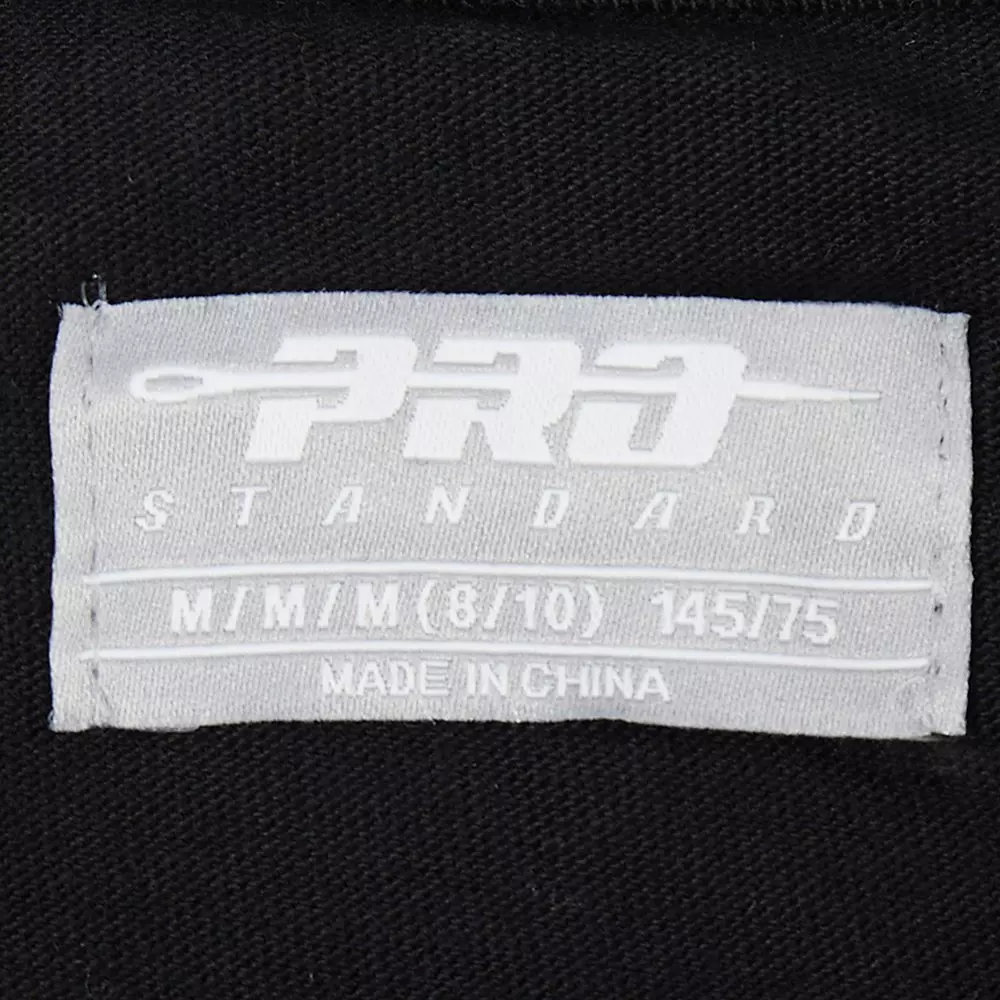 PRO
STANDARD
M/M/M (8/10) 145/75
MADE IN CHINA